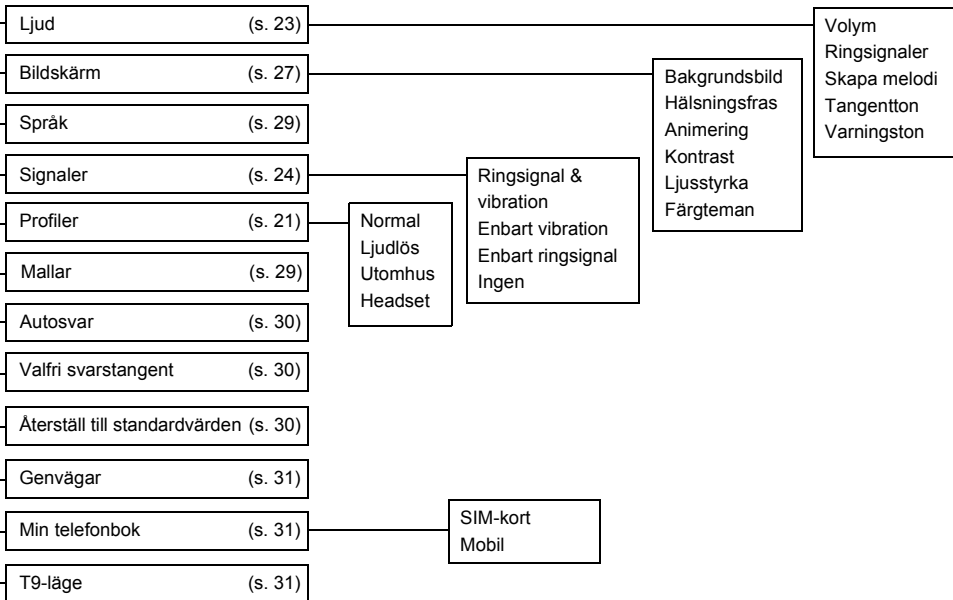 Ljud (s. 23)
Volym
Ringsignaler
Skapa melodi
Tangentton
Varningston
Bildskärm (s. 27)
Bakgrundsbild
Hälsningsfras
Animering
Kontrast
Ljusstyrka
Färgteman
Språk (s. 29)
Signaler (s. 24)
Ringsignal &
vibration
Enbart vibration
Enbart ringsignal
Ingen
Profiler (s. 21)
Normal
Ljudlös
Utomhus
Headset
Mallar (s. 29)
Autosvar (s. 30)
Valfri svarstangent (s. 30)
Återställ till standardvärden (s. 30)
Genvägar (s. 31)
Min telefonbok (s. 31)
SIM-kort
Mobil
T9-läge (s. 31)